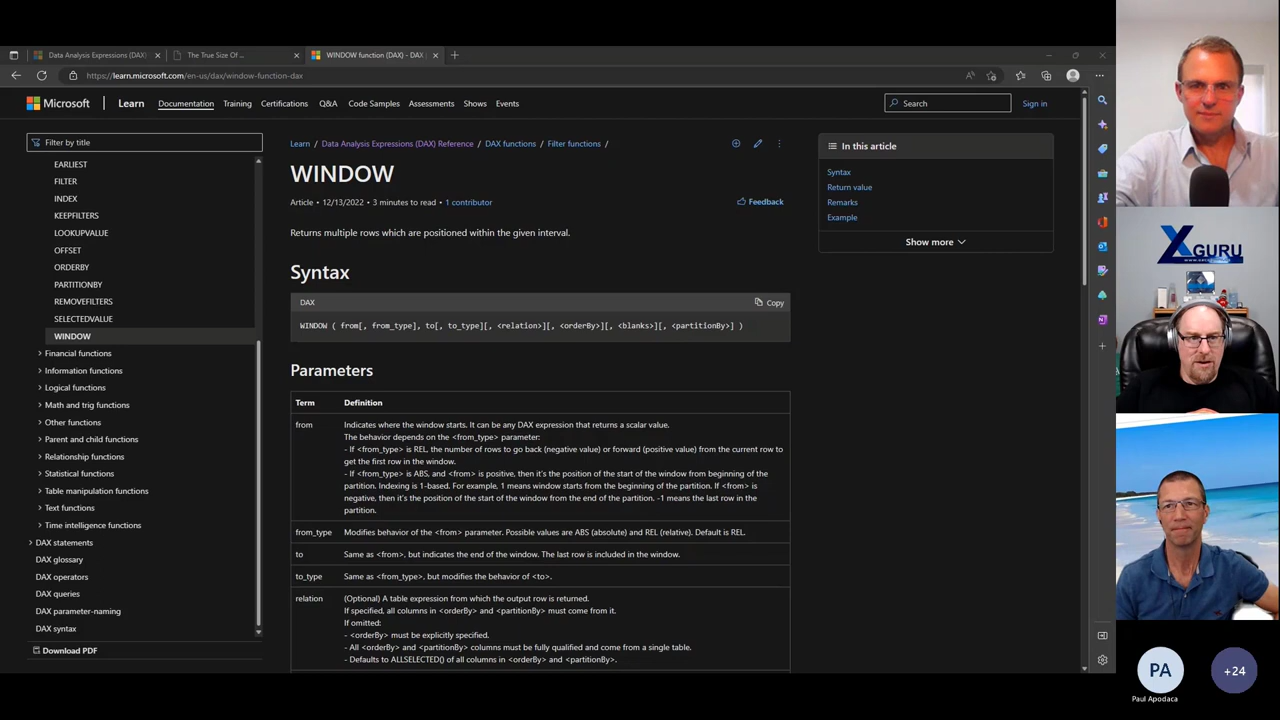 Data Analysis Expressions (DAX)
The True Size Of ...
WINDOW function (DAX) - DAX
https://learn.microsoft.com/en-us/dax/window-function-dax
Microsoft
Learn
Documentation
Training
Certifications
Q&A
Code Samples
Assessments
Shows
Events
Search
Sign in
Filter by title
EARLIEST
FILTER
INDEX
KEEPFILTERS
LOOKUPVALUE
OFFSET
ORDERBY
PARTITIONBY
REMOVEFILTERS
SELECTEDVALUE
WINDOW
Financial functions
Information functions
Logical functions
Math and trig functions
Other functions
Parent and child functions
Relationship functions
Statistical functions
Table manipulation functions
Text functions
Time intelligence functions
DAX statements
DAX glossary
DAX operators
DAX queries
DAX parameter-naming
DAX syntax
Download PDF
Learn / Data Analysis Expressions (DAX) Reference / DAX functions / Filter functions /
WINDOW
Article • 12/13/2022 • 3 minutes to read • 1 contributor
Feedback
Returns multiple rows which are positioned within the given interval.
Syntax
DAX
Copy
WINDOW ( from[, from_type], to[, to_type][, <relation>][, <orderBy>][, <blanks>][, <partitionBy>] )
Parameters
Term Definition
from Indicates where the window starts. It can be any DAX expression that returns a scalar value.
The behavior depends on the <from_type> parameter:
- If <from_type> is REL, the number of rows to go back (negative value) or forward (positive value) from the current row to
get the first row in the window.
- If <from_type> is ABS, and <from> is positive, then it's the position of the start of the window from beginning of the
partition. Indexing is 1-based. For example, 1 means window starts from the beginning of the partition. If <from> is
negative, then it's the position of the start of the window from the end of the partition. -1 means the last row in the
partition.
from_type Modifies behavior of the <from> parameter. Possible values are ABS (absolute) and REL (relative). Default is REL.
to Same as <from>, but indicates the end of the window. The last row is included in the window.
to_type Same as <from_type>, but modifies the behavior of <to>.
relation (Optional) A table expression from which the output row is returned.
If specified, all columns in <orderBy> and <partitionBy> must come from it.
If omitted:
- <orderBy> must be explicitly specified.
- All <orderBy> and <partitionBy> columns must be fully qualified and come from a single table.
- Defaults to ALLSELECTED() of all columns in <orderBy> and <partitionBy>.
In this article
Syntax
Return value
Remarks
Example
Show more
XGURU
PA
Paul Apodaca
+24